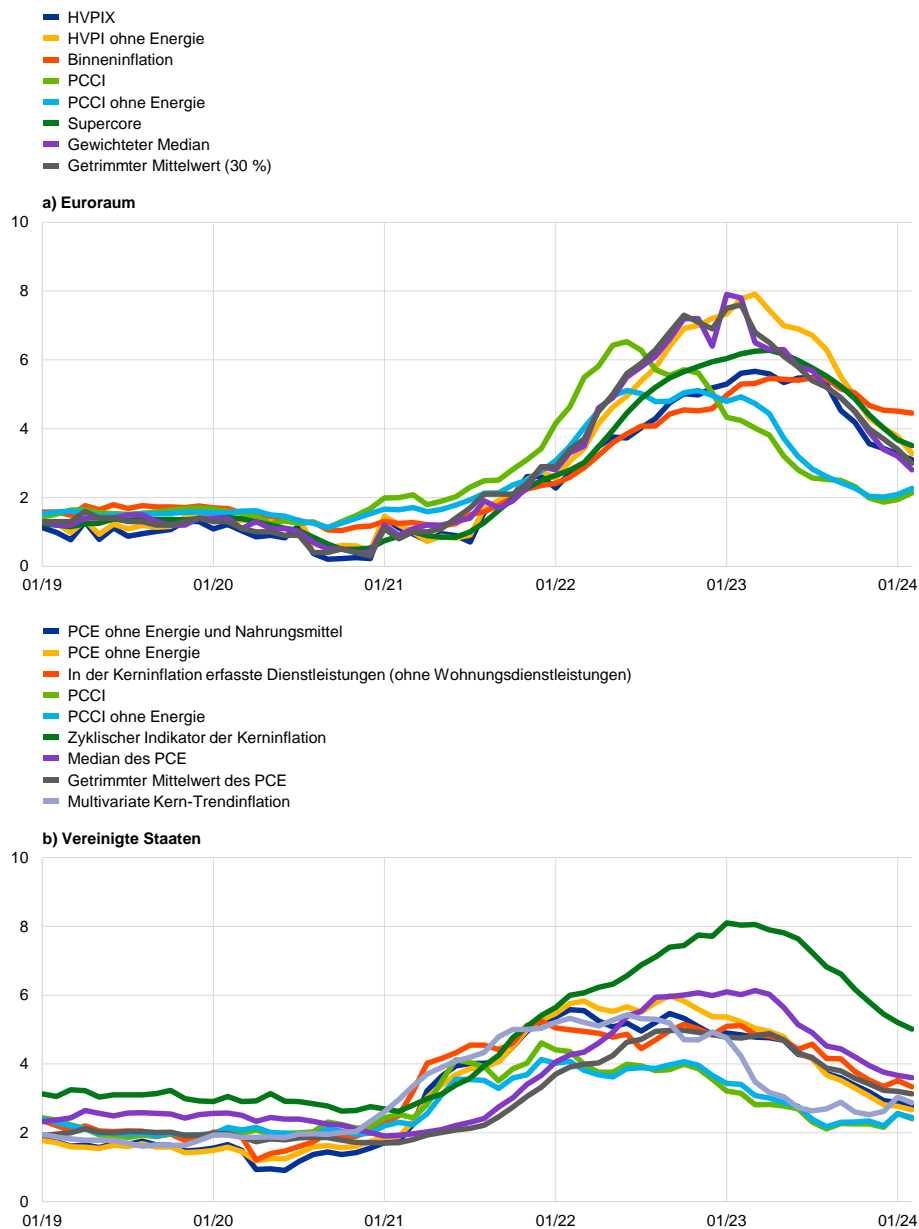 HVPIX
HVPI ohne Energie
Binneninflation
PCCI
PCCI ohne Energie
Supercore
Gewichteter Median
Getrimmter Mittelwert (30 %)
a) Euroraum
10
8
6
4
2
0
01/19 01/20 01/21 01/22 01/23 01/24
PCE ohne Energie und Nahrungsmittel
PCE ohne Energie
In der Kerninflation erfasste Dienstleistungen (ohne Wohnungsdienstleistungen)
PCCI
PCCI ohne Energie
Zyklischer Indikator der Kerninflation
Median des PCE
Getrimmter Mittelwert des PCE
Multivariate Kern-Trendinflation
b) Vereinigte Staaten
10
8
6
4
2
0
01/19 01/20 01/21 01/22 01/23 01/24